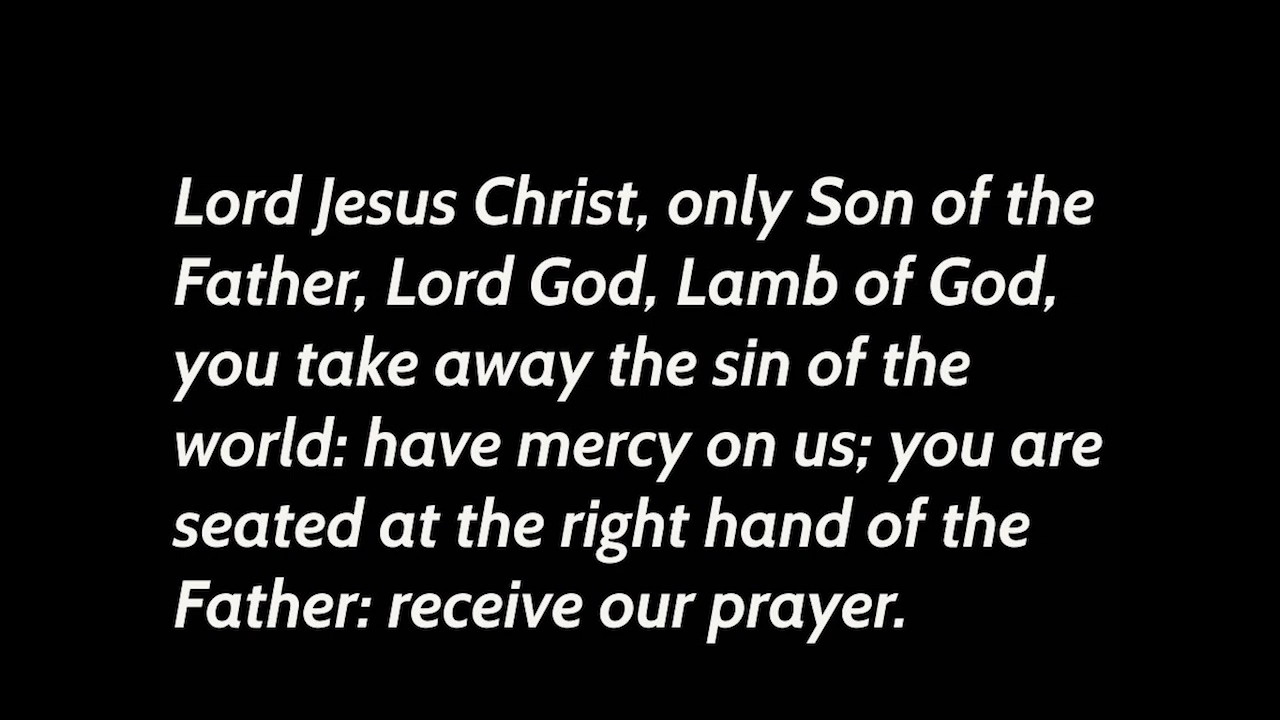 Lord Jesus Christ, only Son of the
Father, Lord God, Lamb of God,
you take away the sin of the
world: have mercy on us; you are
seated at the right hand of the
Father: receive our prayer.